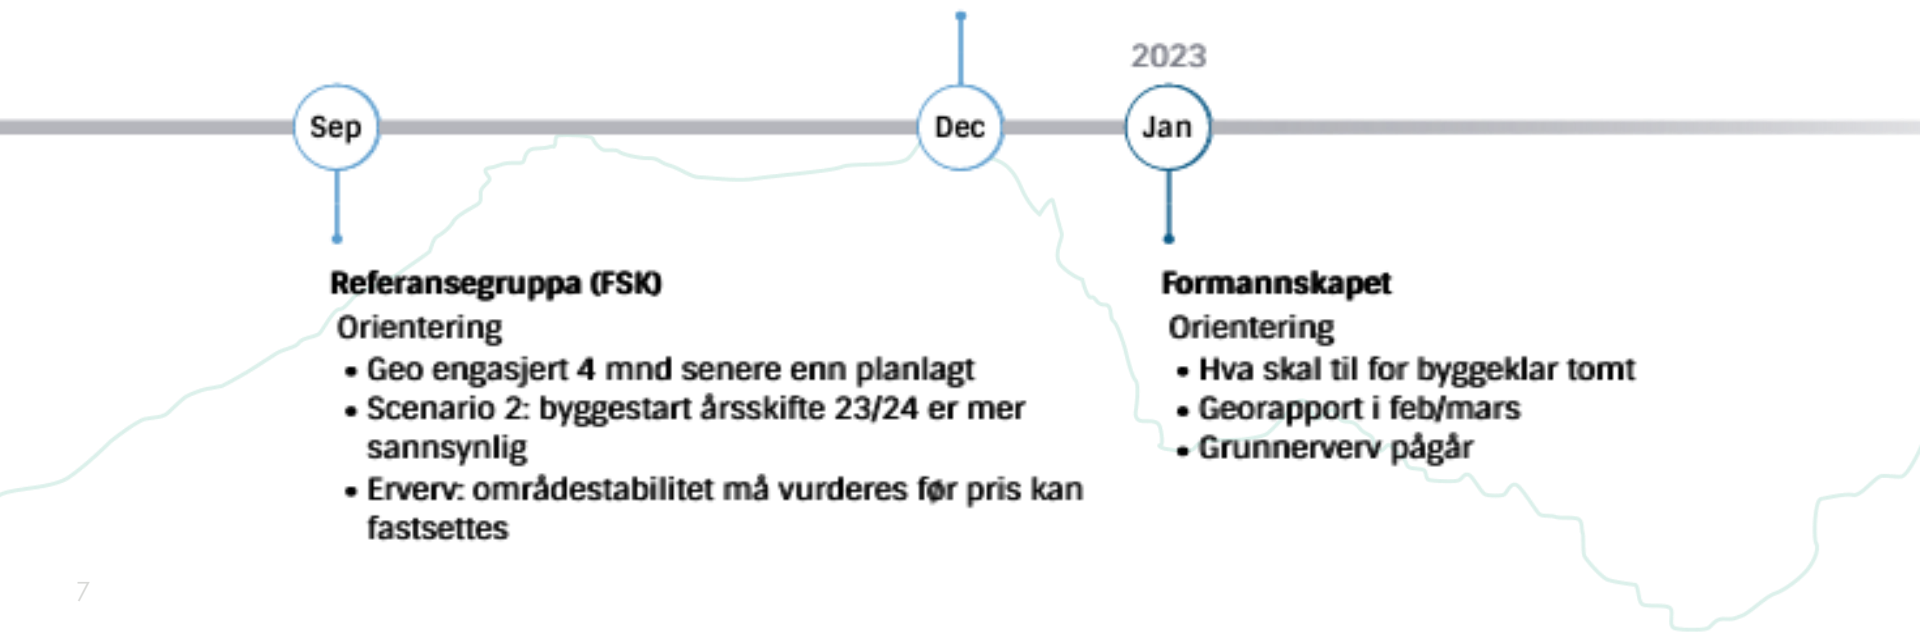 2023
Sep
Dec
Jan
Referansegruppa (FSK)
Orientering
• Geo engasjert 4 mnd senere enn planlagt
• Scenario 2: byggestart årsskifte 23/24 er mer
sannsynlig
• Erverv: områdestabilitet må vurderes før pris kan
fastsettes
Formannskapet
Orientering
• Hva skal til for byggeklar tomt
• Georapport i feb/mars
• Grunnerverv pågår
7